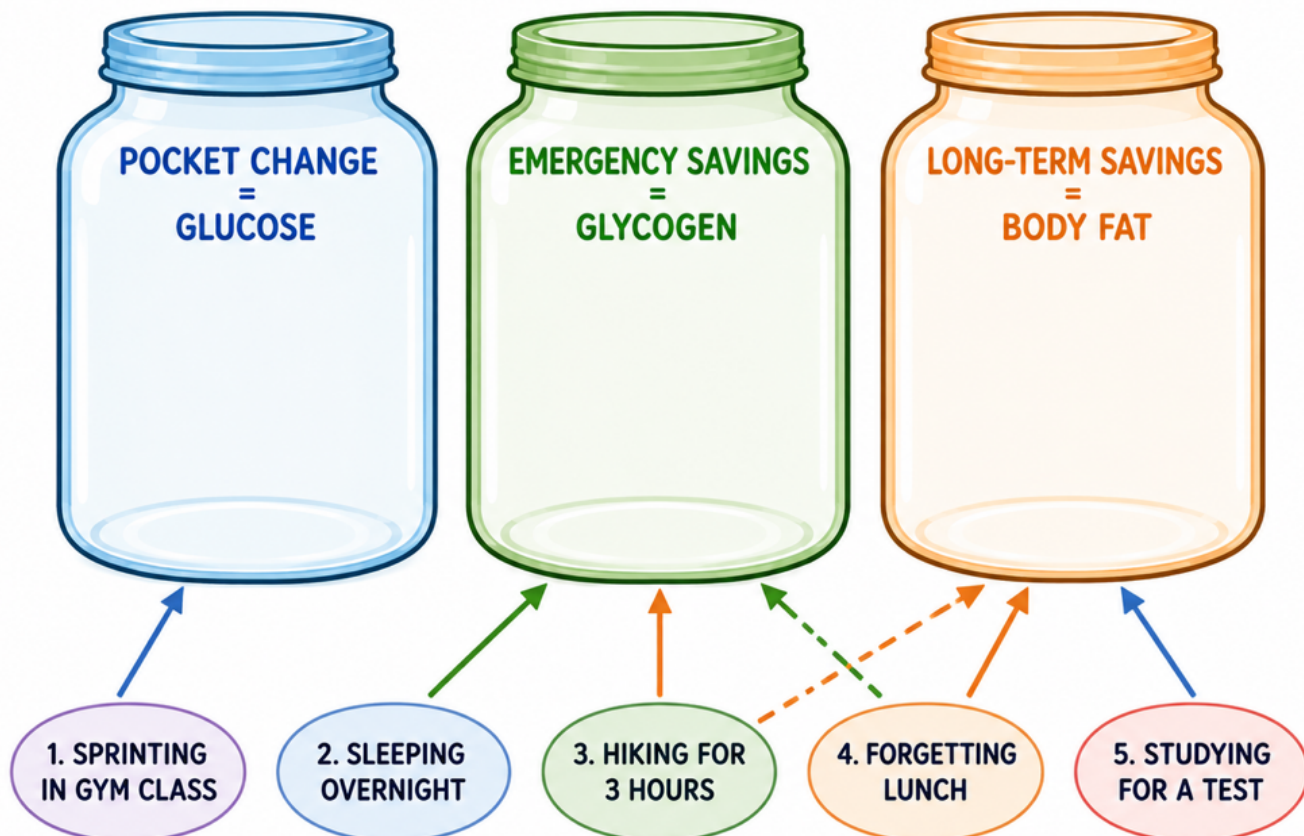 POCKET CHANGE
=
GLUCOSE
EMERGENCY SAVINGS
=
GLYCOGEN
LONG-TERM SAVINGS
=
BODY FAT
1. SPRINTING
IN GYM CLASS
2. SLEEPING
OVERNIGHT
3. HIKING FOR
3 HOURS
4. FORGETTING
LUNCH
5. STUDYING
FOR A TEST